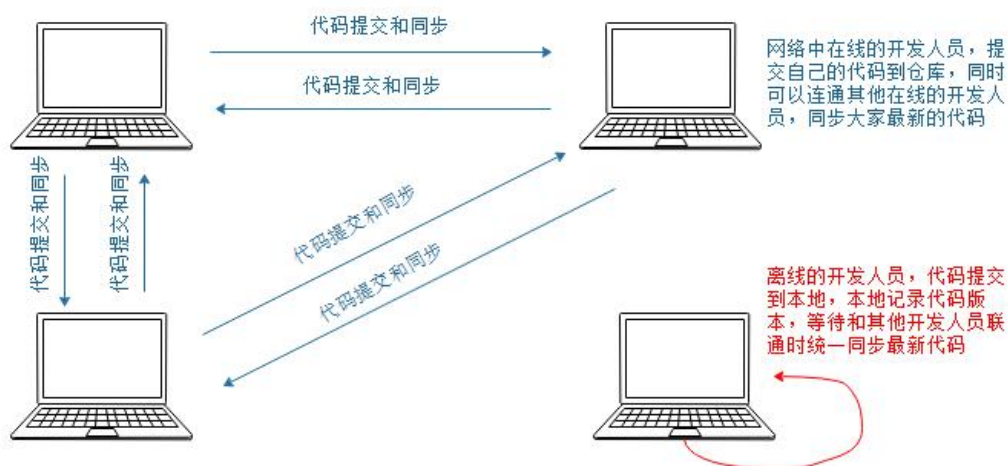 代码提交和同步
代码提交和同步
网络中在线的开发人员，提
交自己的代码到仓库，同时
可以连通其他在线的开发人
员，同步大家最新的代码
代码提交和同步
代码提交和同步
代码提交和同步
代码提交和同步
离线的开发人员，代码提交
到本地，本地记录代码版
本，等待和其他开发人员联
通时统一同步最新代码